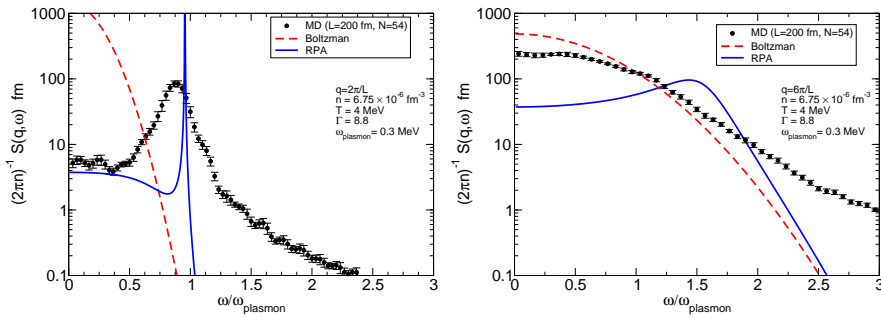 1000
100
10
1
0.1
(2πn)⁻¹ S(q,ω) fm
MD (L=200 fm, N=54)
Boltzman
RPA
q=2π/L
n = 6.75 × 10⁻⁶ fm⁻³
T = 4 MeV
Γ = 8.8
ω_plasmon = 0.3 MeV
0 0.5 1 1.5 2 2.5 3
ω/ω_plasmon
1000
100
10
1
0.1
(2πn)⁻¹ S(q,ω) fm
MD (L=200 fm, N=54)
Boltzman
RPA
q=6π/L
n = 6.75 × 10⁻⁶ fm⁻³
T = 4 MeV
Γ = 8.8
ω_plasmon = 0.3 MeV
0 0.5 1 1.5 2 2.5 3
ω/ω_plasmon